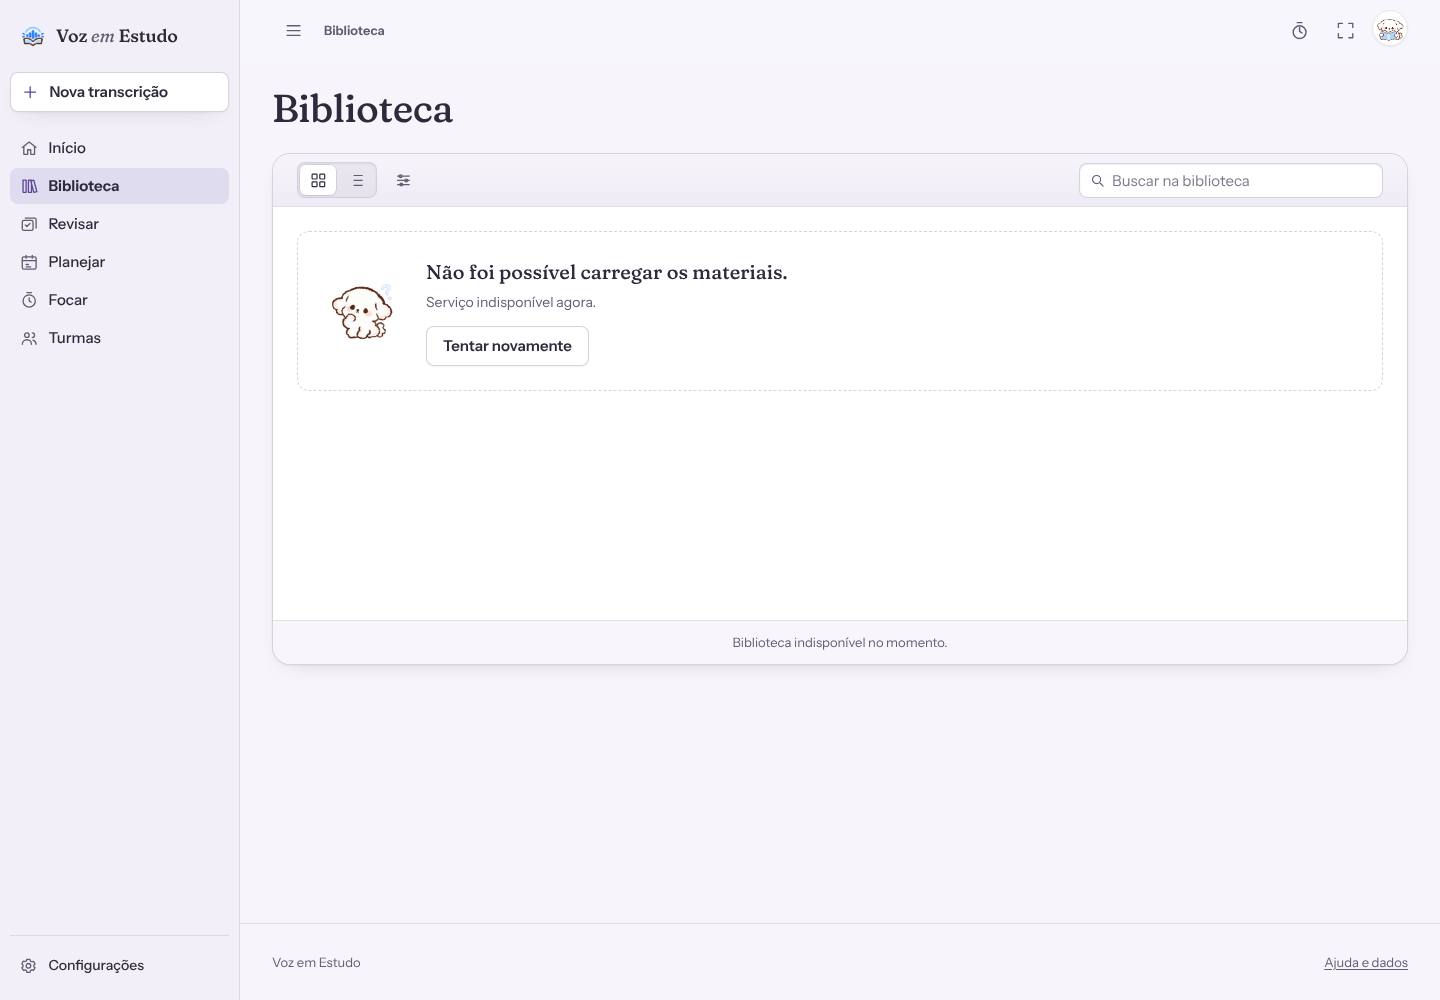 Voz em Estudo
Nova transcrição
Início
Biblioteca
Revisar
Planejar
Focar
Turmas
Configurações
Biblioteca
Biblioteca
Buscar na biblioteca
Não foi possível carregar os materiais.
Serviço indisponível agora.
Tentar novamente
Biblioteca indisponível no momento.
Voz em Estudo
Ajuda e dados